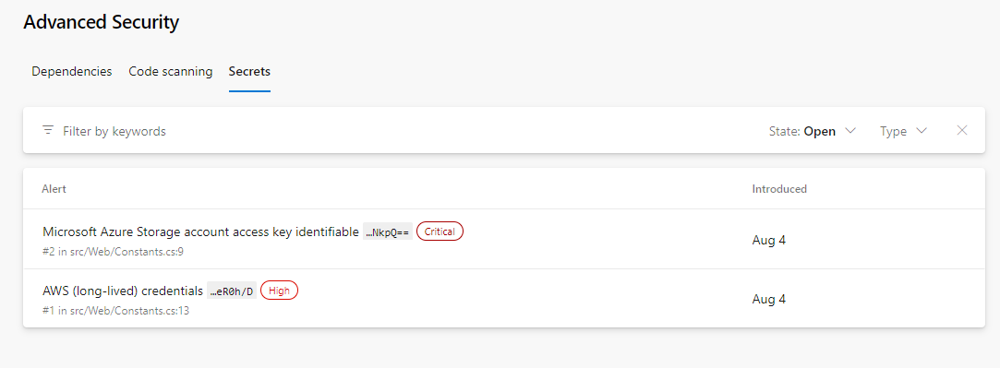 Advanced Security
Dependencies Code scanning Secrets
Filter by keywords State: Open Type
Alert Introduced
Microsoft Azure Storage account access key identifiable …NkpQ== Critical
#2 in src/Web/Constants.cs:9
Aug 4
AWS (long-lived) credentials …eR0h/D High
#1 in src/Web/Constants.cs:13
Aug 4